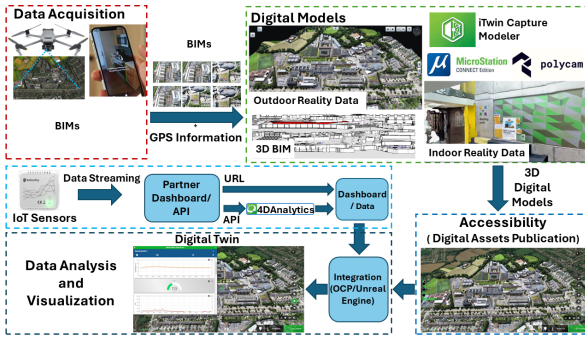 Data Acquisition
BIMs
BIMs
+
GPS Information
Digital Models
Outdoor Reality Data
3D BIM
iTwin Capture
Modeler
MicroStation
CONNECT Edition
polycam
Indoor Reality Data
3D
Digital
Models
IoT Sensors
Data Streaming
Partner
Dashboard/
API
URL
API
4DAnalytics
Dashboard
/ Data
Accessibility
( Digital Assets Publication)
Integration
(OCP/Unreal
Engine)
Digital Twin
Data Analysis
and
Visualization